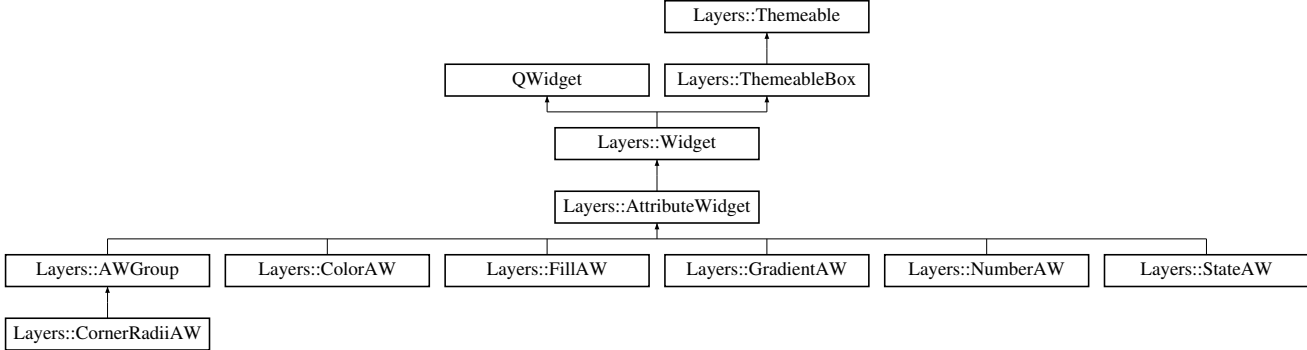 Layers::Themeable
QWidget
Layers::ThemeableBox
Layers::Widget
Layers::AttributeWidget
Layers::AWGroup
Layers::ColorAW
Layers::FillAW
Layers::GradientAW
Layers::NumberAW
Layers::StateAW
Layers::CornerRadiiAW